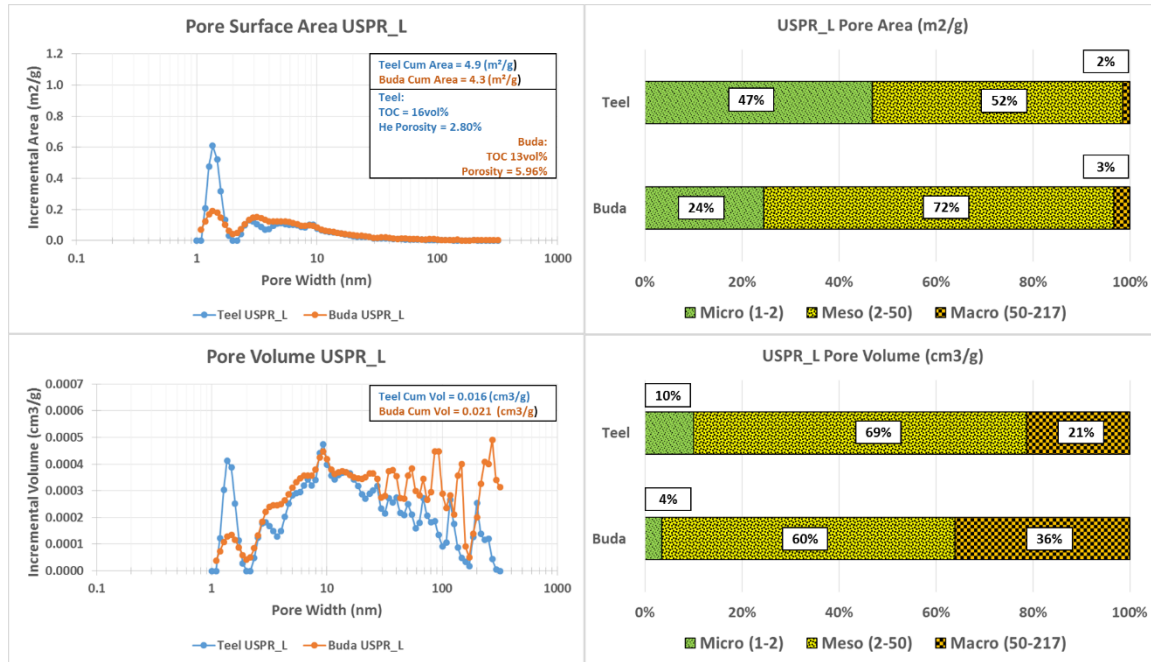 Pore Surface Area USPR_L
Incremental Area (m2/g)
1.2
1.0
0.8
0.6
0.4
0.2
0.0
Teel Cum Area = 4.9 (m²/g)
Buda Cum Area = 4.3 (m²/g)
Teel:
TOC = 16vol%
He Porosity = 2.80%
Buda:
TOC 13vol%
Porosity = 5.96%
0.1 1 10 100 1000
Pore Width (nm)
Teel USPR_L Buda USPR_L
USPR_L Pore Area (m2/g)
2%
Teel 47% 52%
3%
Buda 24% 72%
0% 20% 40% 60% 80% 100%
Micro (1-2) Meso (2-50) Macro (50-217)
Pore Volume USPR_L
Incremental Volume (cm3/g)
0.0007
0.0006
0.0005
0.0004
0.0003
0.0002
0.0001
0.0000
Teel Cum Vol = 0.016 (cm3/g)
Buda Cum Vol = 0.021 (cm3/g)
0.1 1 10 100 1000
Pore Width (nm)
Teel USPR_L Buda USPR_L
USPR_L Pore Volume (cm3/g)
10%
Teel 69% 21%
4%
Buda 60% 36%
0% 20% 40% 60% 80% 100%
Micro (1-2) Meso (2-50) Macro (50-217)